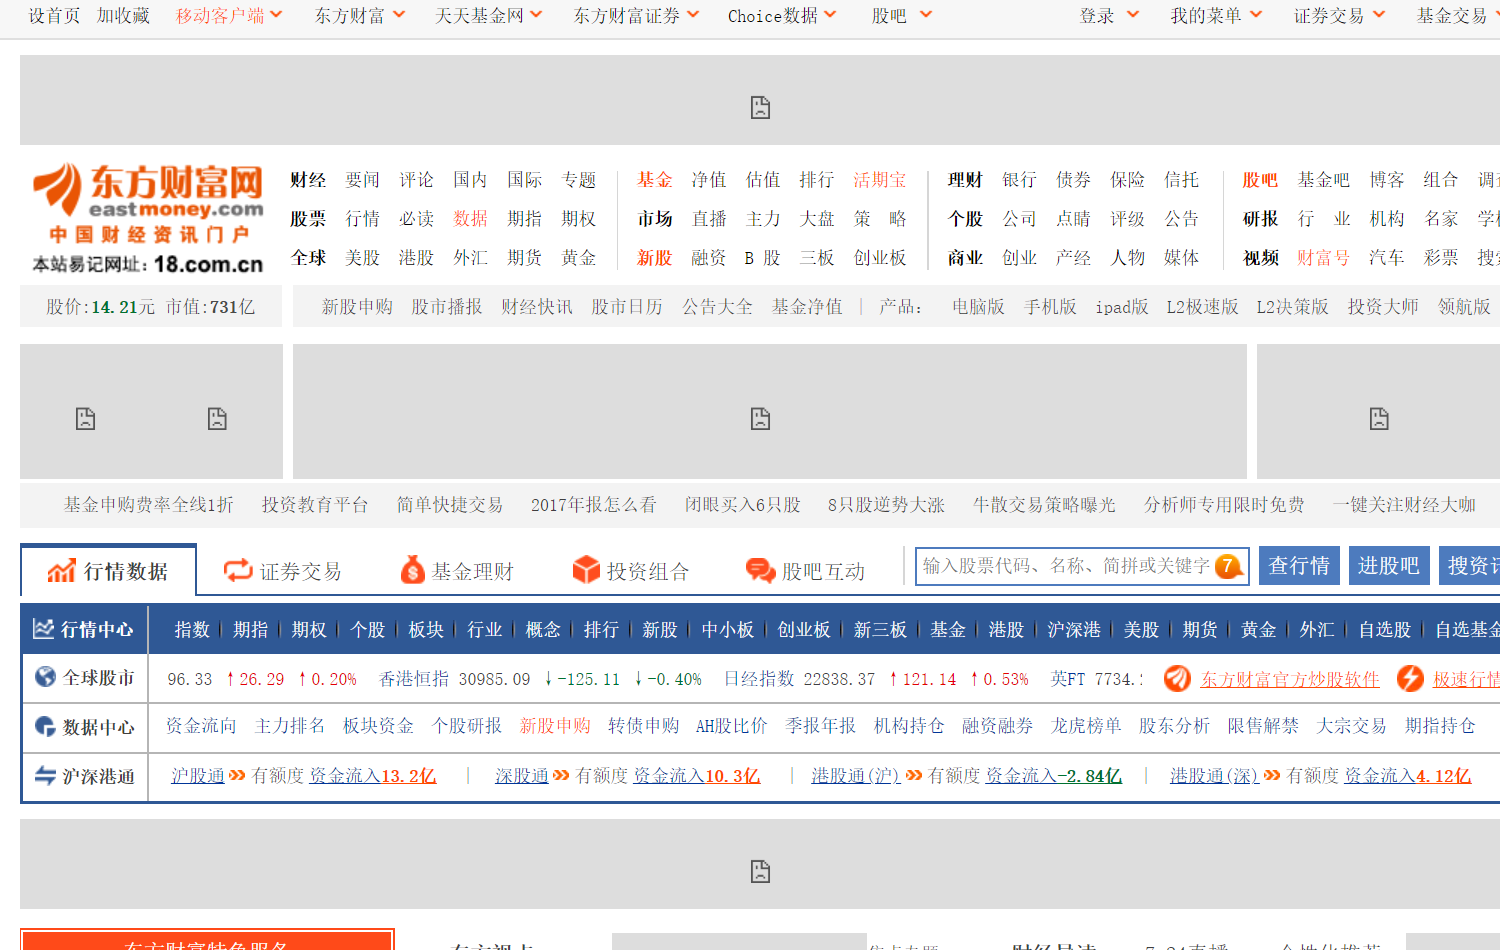 设首页 加收藏 移动客户端 东方财富 天天基金网 东方财富证券 Choice数据 股吧 登录 我的菜单 证券交易 基金交易
东方财富网
eastmoney.com
中国财经资讯门户
本站易记网址：18.com.cn
财经 要闻 评论 国内 国际 专题 基金 净值 估值 排行 活期宝 理财 银行 债券 保险 信托 股吧 基金吧 博客 组合
股票 行情 必读 数据 期指 期权 市场 直播 主力 大盘 策 略 个股 公司 点睛 评级 公告 研报 行 业 机构 名家
全球 美股 港股 外汇 期货 黄金 新股 融资 B 股 三板 创业板 商业 创业 产经 人物 媒体 视频 财富号 汽车 彩票
股价:14.21元 市值:731亿 新股申购 股市播报 财经快讯 股市日历 公告大全 基金净值 | 产品： 电脑版 手机版 ipad版 L2极速版 L2决策版 投资大师 领航版
基金申购费率全线1折 投资教育平台 简单快捷交易 2017年报怎么看 闭眼买入6只股 8只股逆势大涨 牛散交易策略曝光 分析师专用限时免费 一键关注财经大咖
行情数据 证券交易 基金理财 投资组合 股吧互动 输入股票代码、名称、简拼或关键字 7 查行情 进股吧 搜资讯
行情中心 指数 期指 期权 个股 板块 行业 概念 排行 新股 中小板 创业板 新三板 基金 港股 沪深港 美股 期货 黄金 外汇 自选股 自选基金
全球股市 96.33 ↑26.29 ↑0.20% 香港恒指 30985.09 ↓-125.11 ↓-0.40% 日经指数 22838.37 ↑121.14 ↑0.53% 英FT 7734. 东方财富官方炒股软件 极速行情
数据中心 资金流向 主力排名 板块资金 个股研报 新股申购 转债申购 AH股比价 季报年报 机构持仓 融资融券 龙虎榜单 股东分析 限售解禁 大宗交易 期指持仓
沪深港通 沪股通 有额度 资金流入13.2亿 | 深股通 有额度 资金流入10.3亿 | 港股通(沪) 有额度 资金流入-2.84亿 | 港股通(深) 有额度 资金流入4.12亿
东方财富特色服务